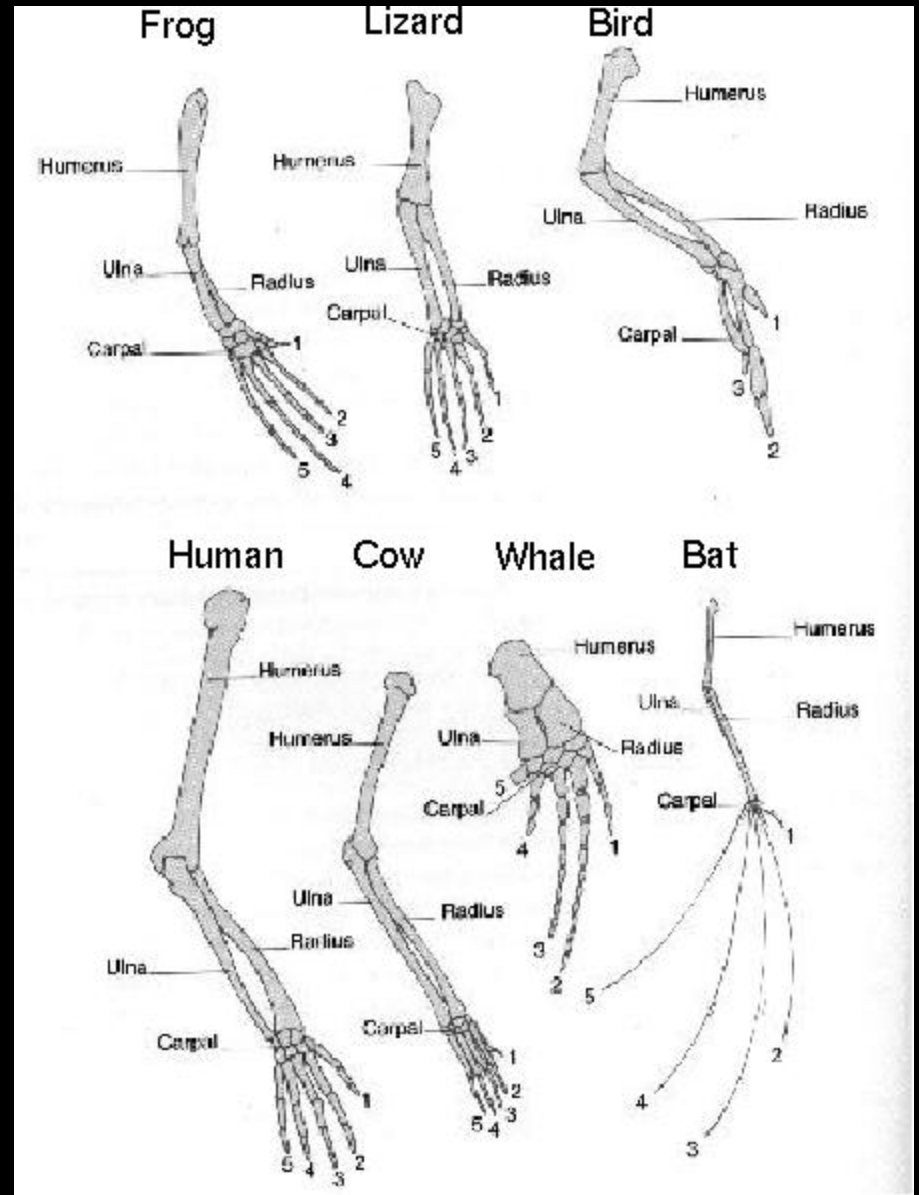 Frog
Lizard
Bird
Humerus
Ulna
Radius
Carpal
1
2
3
4
5
Humerus
Ulna
Radius
Carpal
1
2
3
4
5
Humerus
Radius
Ulna
Carpal
1
3
2
Human
Cow
Whale
Bat
Humerus
Radius
Ulna
Carpal
1
2
3
4
5
Humerus
Ulna
Radius
Carpal
1
2
3
4
5
Humerus
Ulna
Radius
Carpal
5
4
1
3
2
Humerus
Ulna
Radius
Carpal
1
5
2
4
3